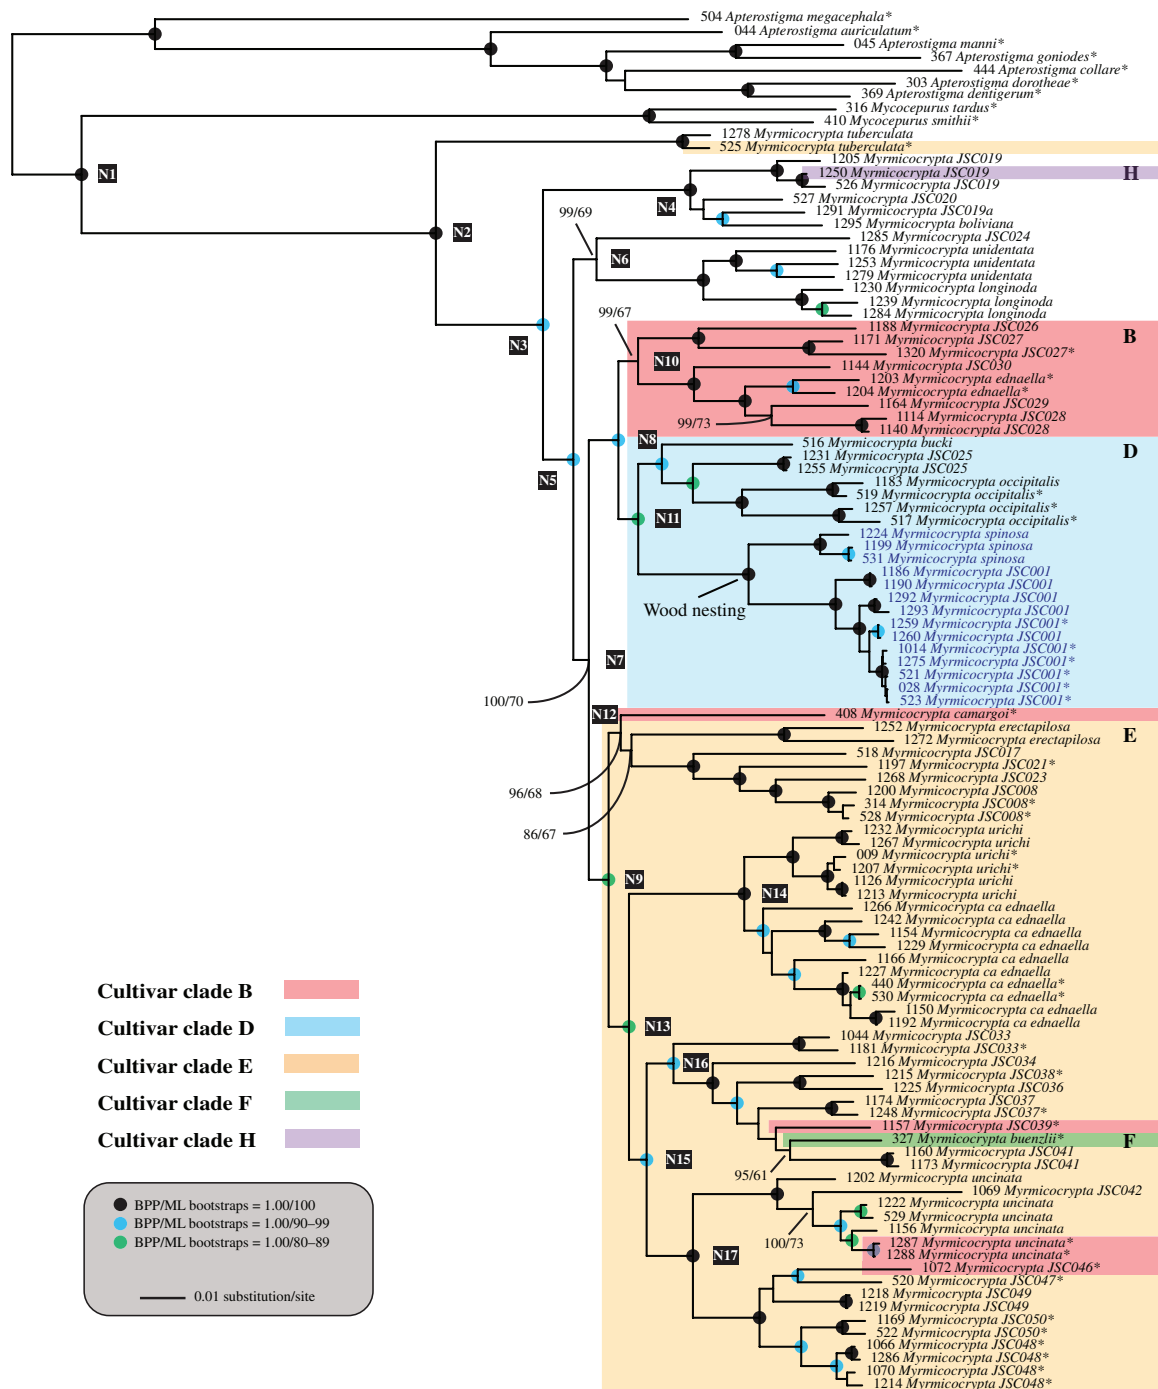 504 Apterostigma megacephala*
044 Apterostigma auriculatum*
045 Apterostigma manni*
367 Apterostigma goniodes*
444 Apterostigma collare*
303 Apterostigma dorotheae*
369 Apterostigma dentigerum*
316 Mycocepurus tardus*
410 Mycocepurus smithii*
1278 Myrmicocrypta tuberculata
525 Myrmicocrypta tuberculata*
1205 Myrmicocrypta JSC019
1250 Myrmicocrypta JSC019
H
N1
526 Myrmicocrypta JSC019
527 Myrmicocrypta JSC020
N4
99/69
1291 Myrmicocrypta JSC019a
1295 Myrmicocrypta boliviana
N2
1285 Myrmicocrypta JSC024
1176 Myrmicocrypta unidentata
N6
1253 Myrmicocrypta unidentata
1279 Myrmicocrypta unidentata
1230 Myrmicocrypta longinoda
1239 Myrmicocrypta longinoda
99/67
1284 Myrmicocrypta longinoda
1188 Myrmicocrypta JSC026
N3
1171 Myrmicocrypta JSC027
B
1320 Myrmicocrypta JSC027*
N10
1144 Myrmicocrypta JSC030
1203 Myrmicocrypta ednaella*
1204 Myrmicocrypta ednaella*
1164 Myrmicocrypta JSC029
99/73
1114 Myrmicocrypta JSC028
1140 Myrmicocrypta JSC028
N8
516 Myrmicocrypta bucki
D
1231 Myrmicocrypta JSC025
1255 Myrmicocrypta JSC025
N5
1183 Myrmicocrypta occipitalis
519 Myrmicocrypta occipitalis*
1257 Myrmicocrypta occipitalis*
N11
517 Myrmicocrypta occipitalis*
1224 Myrmicocrypta spinosa
1199 Myrmicocrypta spinosa
531 Myrmicocrypta spinosa
1186 Myrmicocrypta JSC001
1190 Myrmicocrypta JSC001
1292 Myrmicocrypta JSC001
Wood nesting
1293 Myrmicocrypta JSC001
1259 Myrmicocrypta JSC001*
1260 Myrmicocrypta JSC001
1014 Myrmicocrypta JSC001*
N7
1275 Myrmicocrypta JSC001*
521 Myrmicocrypta JSC001*
028 Myrmicocrypta JSC001*
100/70
523 Myrmicocrypta JSC001*
N12
408 Myrmicocrypta camargoi*
1252 Myrmicocrypta erectapilosa
E
1272 Myrmicocrypta erectapilosa
518 Myrmicocrypta JSC017
1197 Myrmicocrypta JSC021*
1268 Myrmicocrypta JSC023
96/68
1200 Myrmicocrypta JSC008
314 Myrmicocrypta JSC008*
528 Myrmicocrypta JSC008*
86/67
1232 Myrmicocrypta urichi
1267 Myrmicocrypta urichi
009 Myrmicocrypta urichi*
1207 Myrmicocrypta urichi*
N9
1126 Myrmicocrypta urichi
N14
1213 Myrmicocrypta urichi
1266 Myrmicocrypta ca ednaella
1242 Myrmicocrypta ca ednaella
1154 Myrmicocrypta ca ednaella
1229 Myrmicocrypta ca ednaella
1166 Myrmicocrypta ca ednaella
1227 Myrmicocrypta ca ednaella
440 Myrmicocrypta ca ednaella*
530 Myrmicocrypta ca ednaella*
1150 Myrmicocrypta ca ednaella
N13
1192 Myrmicocrypta ca ednaella
1044 Myrmicocrypta JSC033
1181 Myrmicocrypta JSC033*
N16
1216 Myrmicocrypta JSC034
1215 Myrmicocrypta JSC038*
1225 Myrmicocrypta JSC036
1174 Myrmicocrypta JSC037
1248 Myrmicocrypta JSC037*
1157 Myrmicocrypta JSC039*
327 Myrmicocrypta buenzlii*
F
N15
1160 Myrmicocrypta JSC041
1173 Myrmicocrypta JSC041
95/61
1202 Myrmicocrypta uncinata
1069 Myrmicocrypta JSC042
1222 Myrmicocrypta uncinata
529 Myrmicocrypta uncinata
1156 Myrmicocrypta uncinata
100/73
1287 Myrmicocrypta uncinata*
N17
1288 Myrmicocrypta uncinata*
1072 Myrmicocrypta JSC046*
520 Myrmicocrypta JSC047*
1218 Myrmicocrypta JSC049
1219 Myrmicocrypta JSC049
1169 Myrmicocrypta JSC050*
522 Myrmicocrypta JSC050*
1066 Myrmicocrypta JSC048*
1286 Myrmicocrypta JSC048*
1070 Myrmicocrypta JSC048*
1214 Myrmicocrypta JSC048*
Cultivar clade B
Cultivar clade D
Cultivar clade E
Cultivar clade F
Cultivar clade H
BPP/ML bootstraps = 1.00/100
BPP/ML bootstraps = 1.00/90–99
BPP/ML bootstraps = 1.00/80–89
0.01 substitution/site